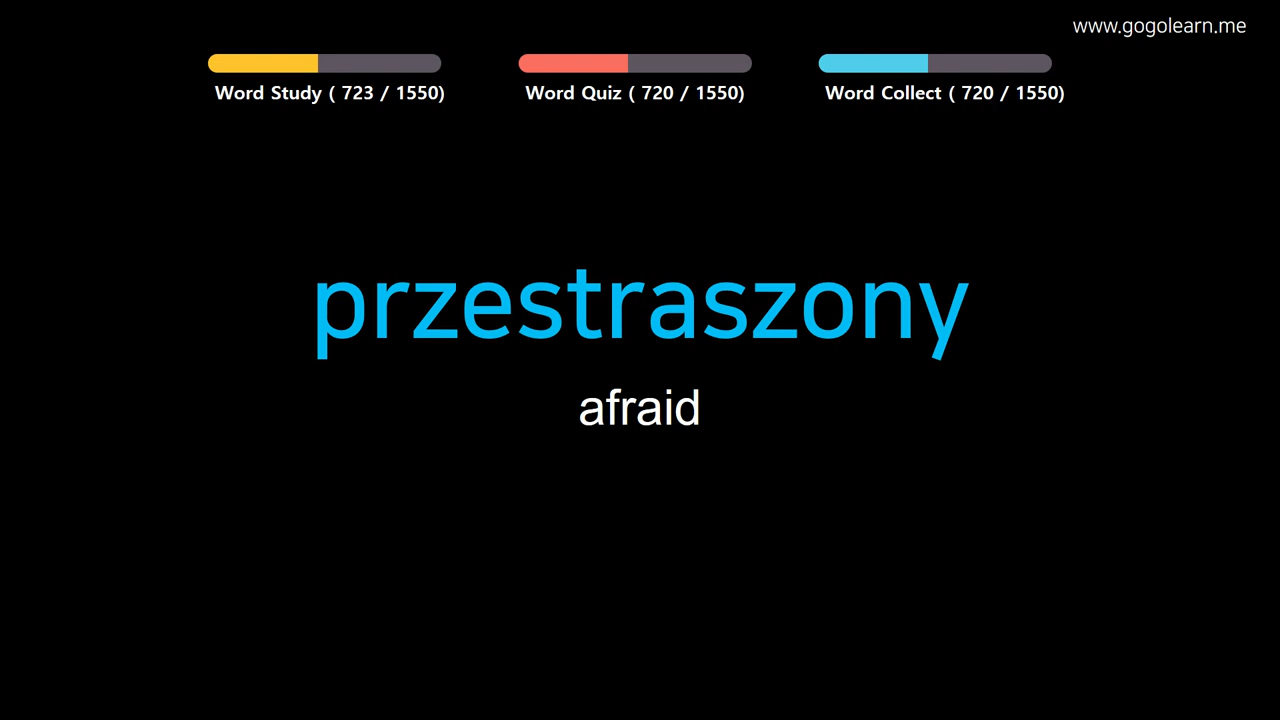 www.gogolearn.me
Word Study ( 723 / 1550)
Word Quiz ( 720 / 1550)
Word Collect ( 720 / 1550)
przestraszony
afraid